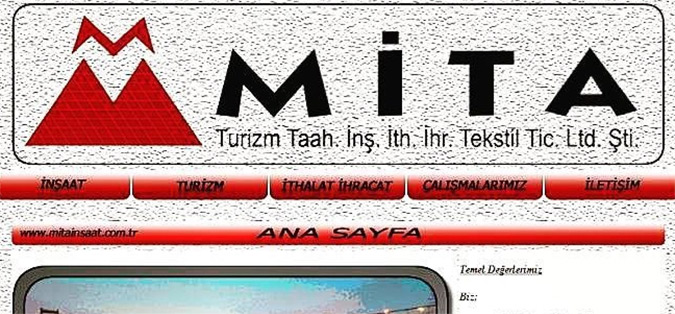 MİTA
Turizm Taah. İnş. İth. İhr. Tekstil Tic. Ltd. Şti.
İNŞAAT TURİZM İTHALAT İHRACAT ÇALIŞMALARIMIZ İLETİŞİM
www.mitainsaat.com.tr ANA SAYFA
Temel Değerlerimiz
Biz: